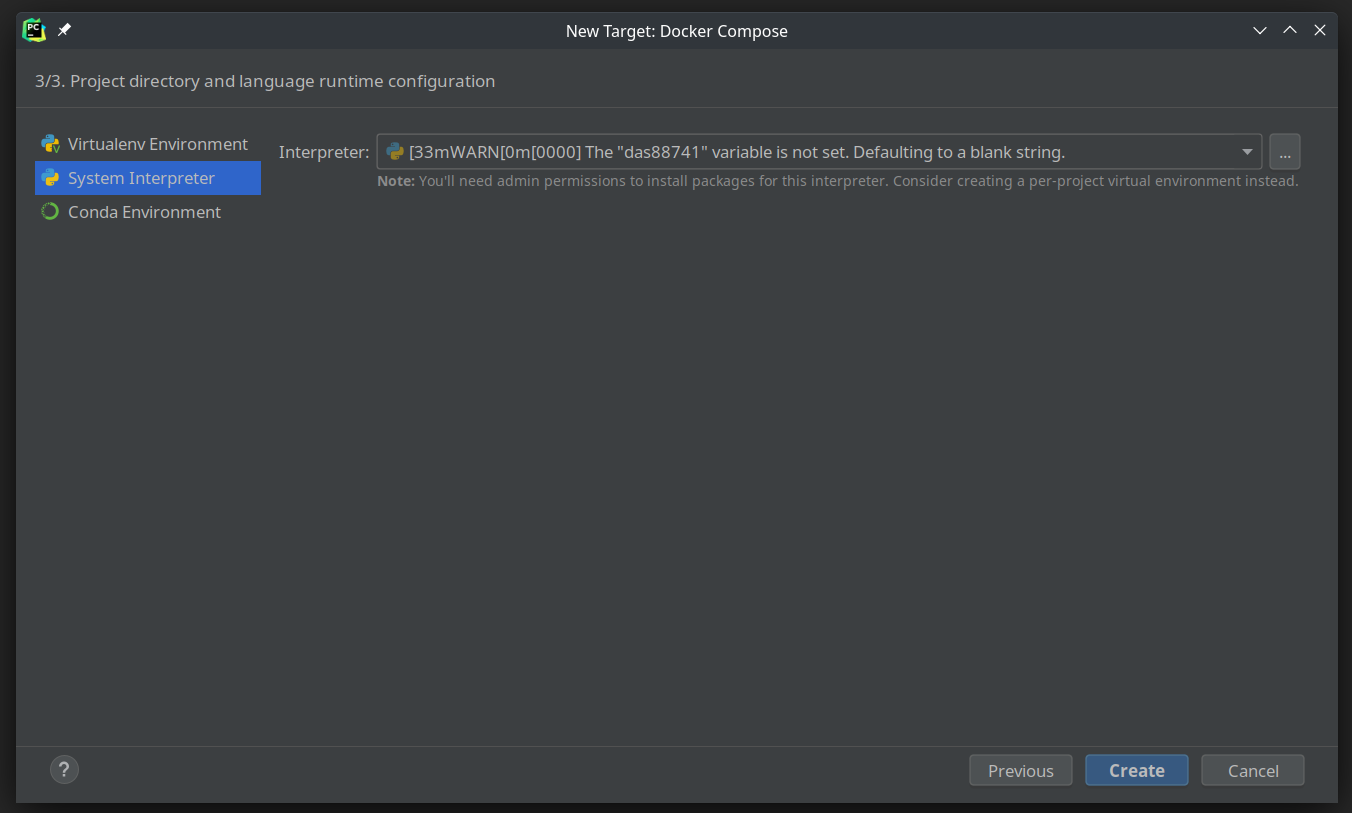 PC
New Target: Docker Compose
3/3. Project directory and language runtime configuration
Virtualenv Environment
System Interpreter
Conda Environment
Interpreter: [33mWARN[0m[0000] The "das88741" variable is not set. Defaulting to a blank string. ...
Note: You'll need admin permissions to install packages for this interpreter. Consider creating a per-project virtual environment instead.
? Previous Create Cancel